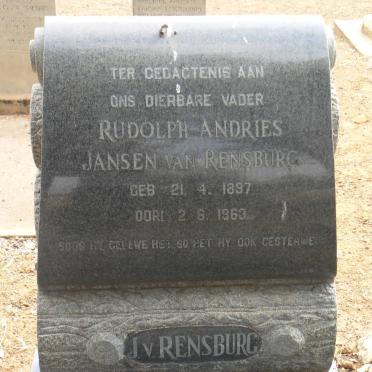 TER GEDAGTENIS AAN
ONS DIERBARE VADER
RUDOLPH ANDRIES
JANSEN VAN RENSBURG
GEB. 21. 4. 1897
OORL. 2. 6. 1963
SOOS HY GELEWE HET, SO HET HY OOK GESTERWE
J.V. RENSBURG